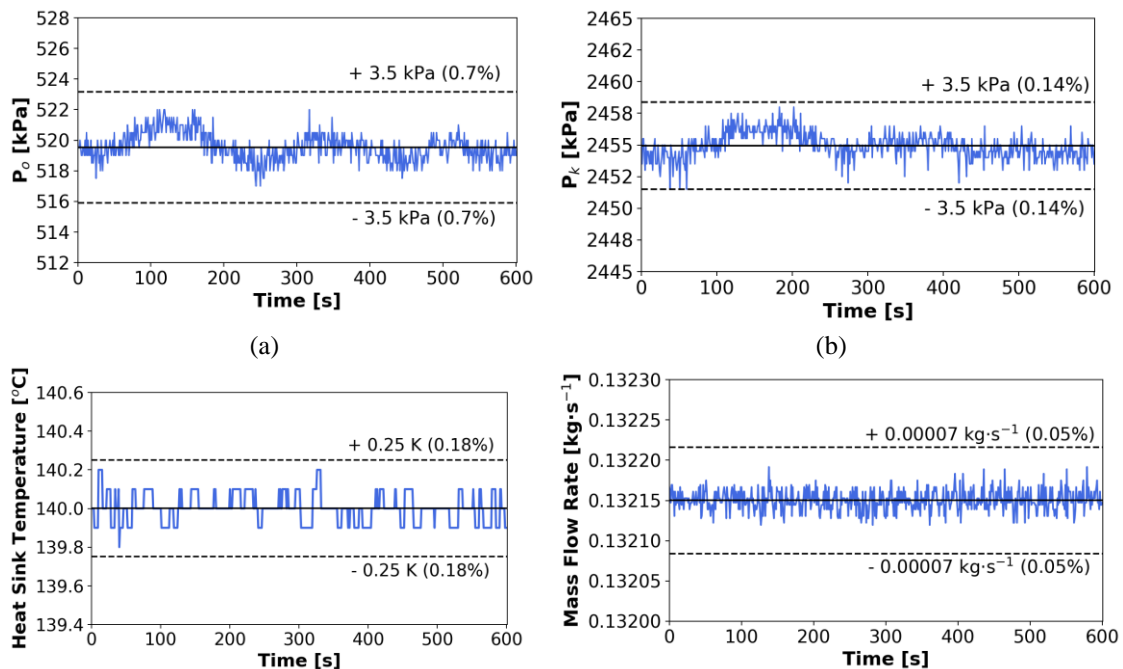 528
526
524
522
520
518
516
514
512
P_o [kPa]
+ 3.5 kPa (0.7%)
- 3.5 kPa (0.7%)
0 100 200 300 400 500 600
Time [s]
(a)
2465
2462
2460
2458
2455
2452
2450
2448
2445
P_k [kPa]
+ 3.5 kPa (0.14%)
- 3.5 kPa (0.14%)
0 100 200 300 400 500 600
Time [s]
(b)
140.6
140.4
140.2
140.0
139.8
139.6
139.4
Heat Sink Temperature [°C]
+ 0.25 K (0.18%)
- 0.25 K (0.18%)
0 100 200 300 400 500 600
Time [s]
0.13230
0.13225
0.13220
0.13215
0.13210
0.13205
0.13200
Mass Flow Rate [kg·s⁻¹]
+ 0.00007 kg·s⁻¹ (0.05%)
- 0.00007 kg·s⁻¹ (0.05%)
0 100 200 300 400 500 600
Time [s]